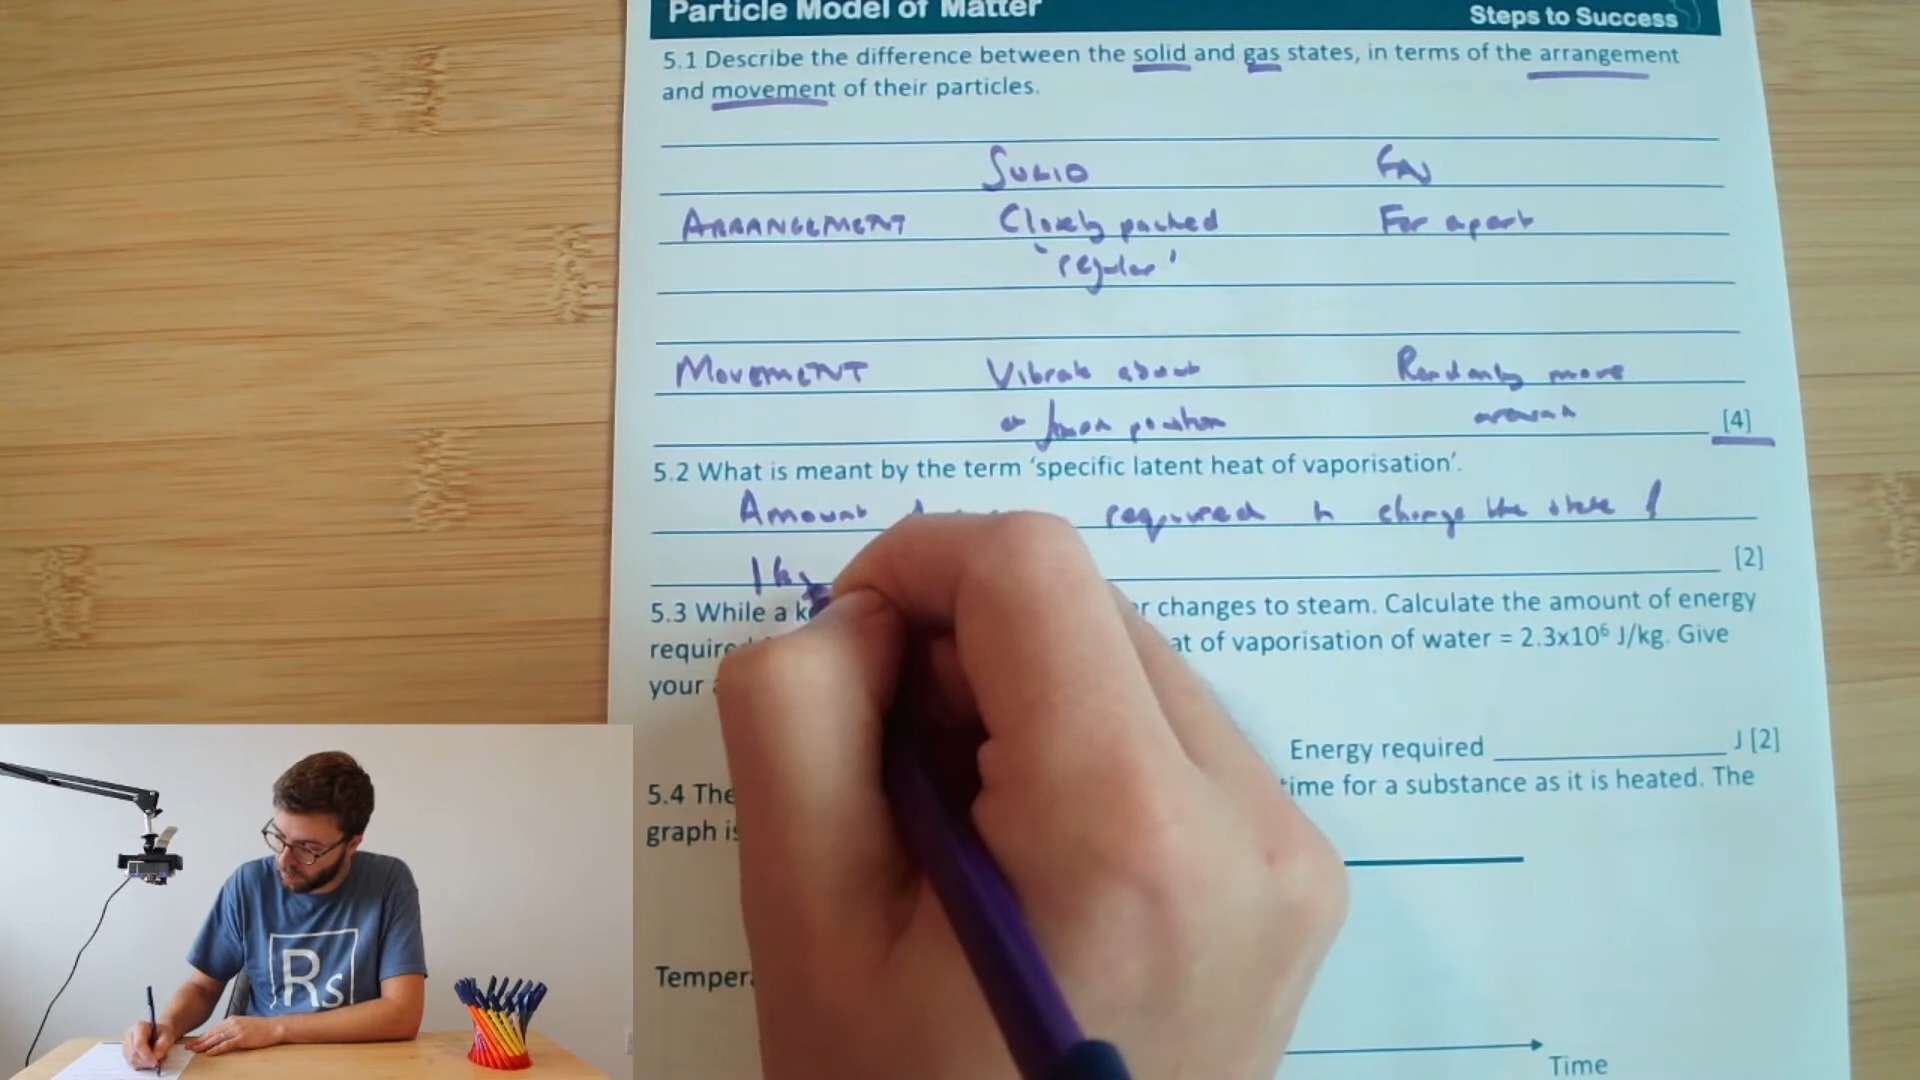 Particle Model of Matter
Steps to Success
5.1 Describe the difference between the solid and gas states, in terms of the arrangement
and movement of their particles.
SOLID GAS
ARRANGEMENT Closely packed Far apart
'regular'
MOVEMENT Vibrate about Randomly move
a position around [4]
5.2 What is meant by the term 'specific latent heat of vaporisation'.
Amount required to change the state of
1kg [2]
5.3 While a changes to steam. Calculate the amount of energy
of vaporisation of water = 2.3x10⁶ J/kg. Give
your
Energy required ____________ J [2]
5.4 The time for a substance as it is heated. The
graph
Time
Rs